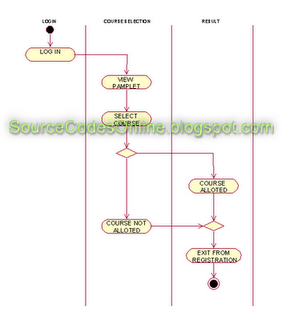 LOGIN COURSE SELECTION RESULT
LOG IN
VIEW
PAMPLET
SELECT
COURSE
SourceCodesOnline.blogspot.com
COURSE
ALLOTED
COURSE NOT
ALLOTED
EXIT FROM
REGISTRATION